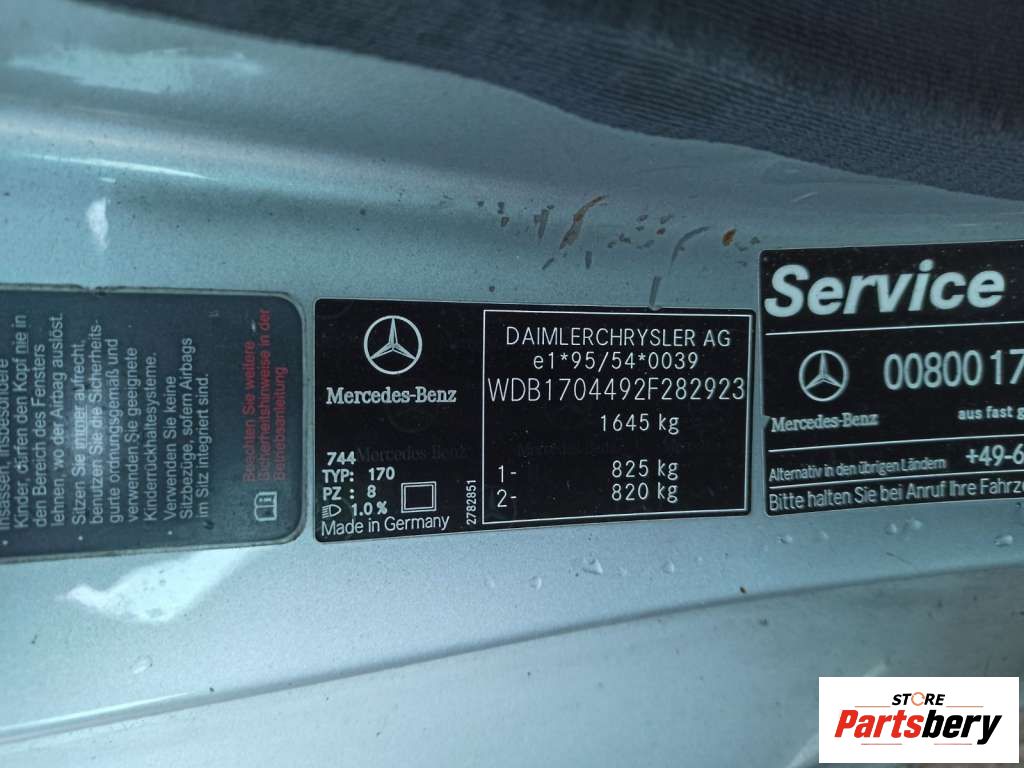 Insassen, insbesondere
Kinder, dürfen den Kopf nie in
den Bereich des Fensters
lehnen, wo der Airbag auslöst.
Sitzen Sie immer aufrecht,
benutzen Sie die Sicherheits-
gurte ordnungsgemäß und
verwenden Sie geeignete
Kinderrückhaltesysteme.
Verwenden Sie keine
Sitzbezüge, sofern Airbags
im Sitz integriert sind.
Beachten Sie weitere
Sicherheitshinweise in der
Betriebsanleitung
Mercedes-Benz
744
TYP: 170
PZ : 8
1.0 %
Made in Germany
2782851
DAIMLERCHRYSLER AG
e1*95/54*0039
WDB1704492F282923
1645 kg
1- 825 kg
2- 820 kg
Service
Mercedes-Benz
00800 17
aus fast
Alternativ in den übrigen Ländern +49-6
Bitte halten Sie bei Anruf Ihre Fahrze
STORE
Partsbery